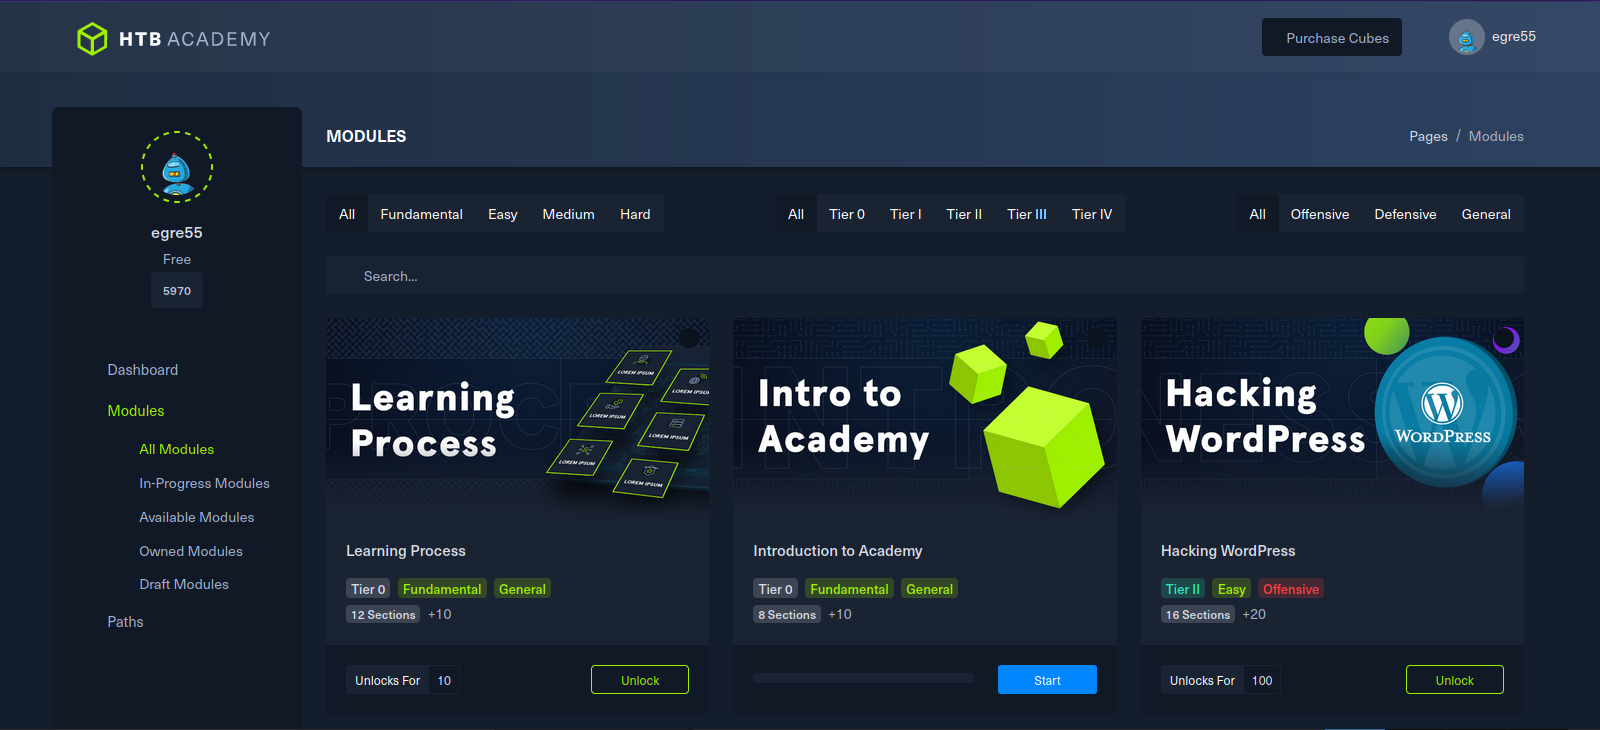 HTB ACADEMY
Purchase Cubes
egre55
MODULES
Pages / Modules
egre55
Free
5970
Dashboard
Modules
All Modules
In-Progress Modules
Available Modules
Owned Modules
Draft Modules
Paths
All Fundamental Easy Medium Hard
All Tier 0 Tier I Tier II Tier III Tier IV
All Offensive Defensive General
Search...
Learning
Process
LOREM IPSUM
LOREM IPSUM
LOREM IPSUM
LOREM IPSUM
LOREM IPSUM
LOREM IPSUM
Learning Process
Tier 0 Fundamental General
12 Sections +10
Unlocks For 10 Unlock
Intro to
Academy
Introduction to Academy
Tier 0 Fundamental General
8 Sections +10
Start
Hacking
WordPress
WORDPRESS
Hacking WordPress
Tier II Easy Offensive
16 Sections +20
Unlocks For 100 Unlock